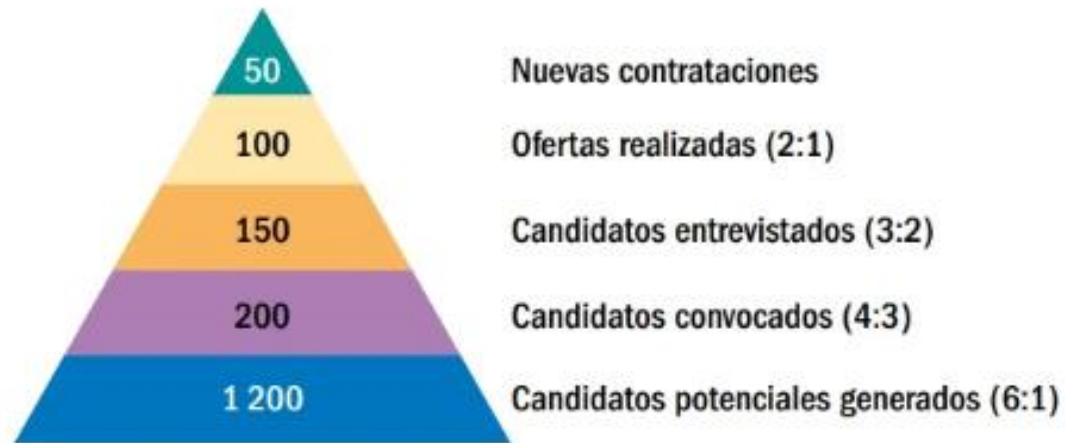 50 Nuevas contrataciones
100 Ofertas realizadas (2:1)
150 Candidatos entrevistados (3:2)
200 Candidatos convocados (4:3)
1 200 Candidatos potenciales generados (6:1)